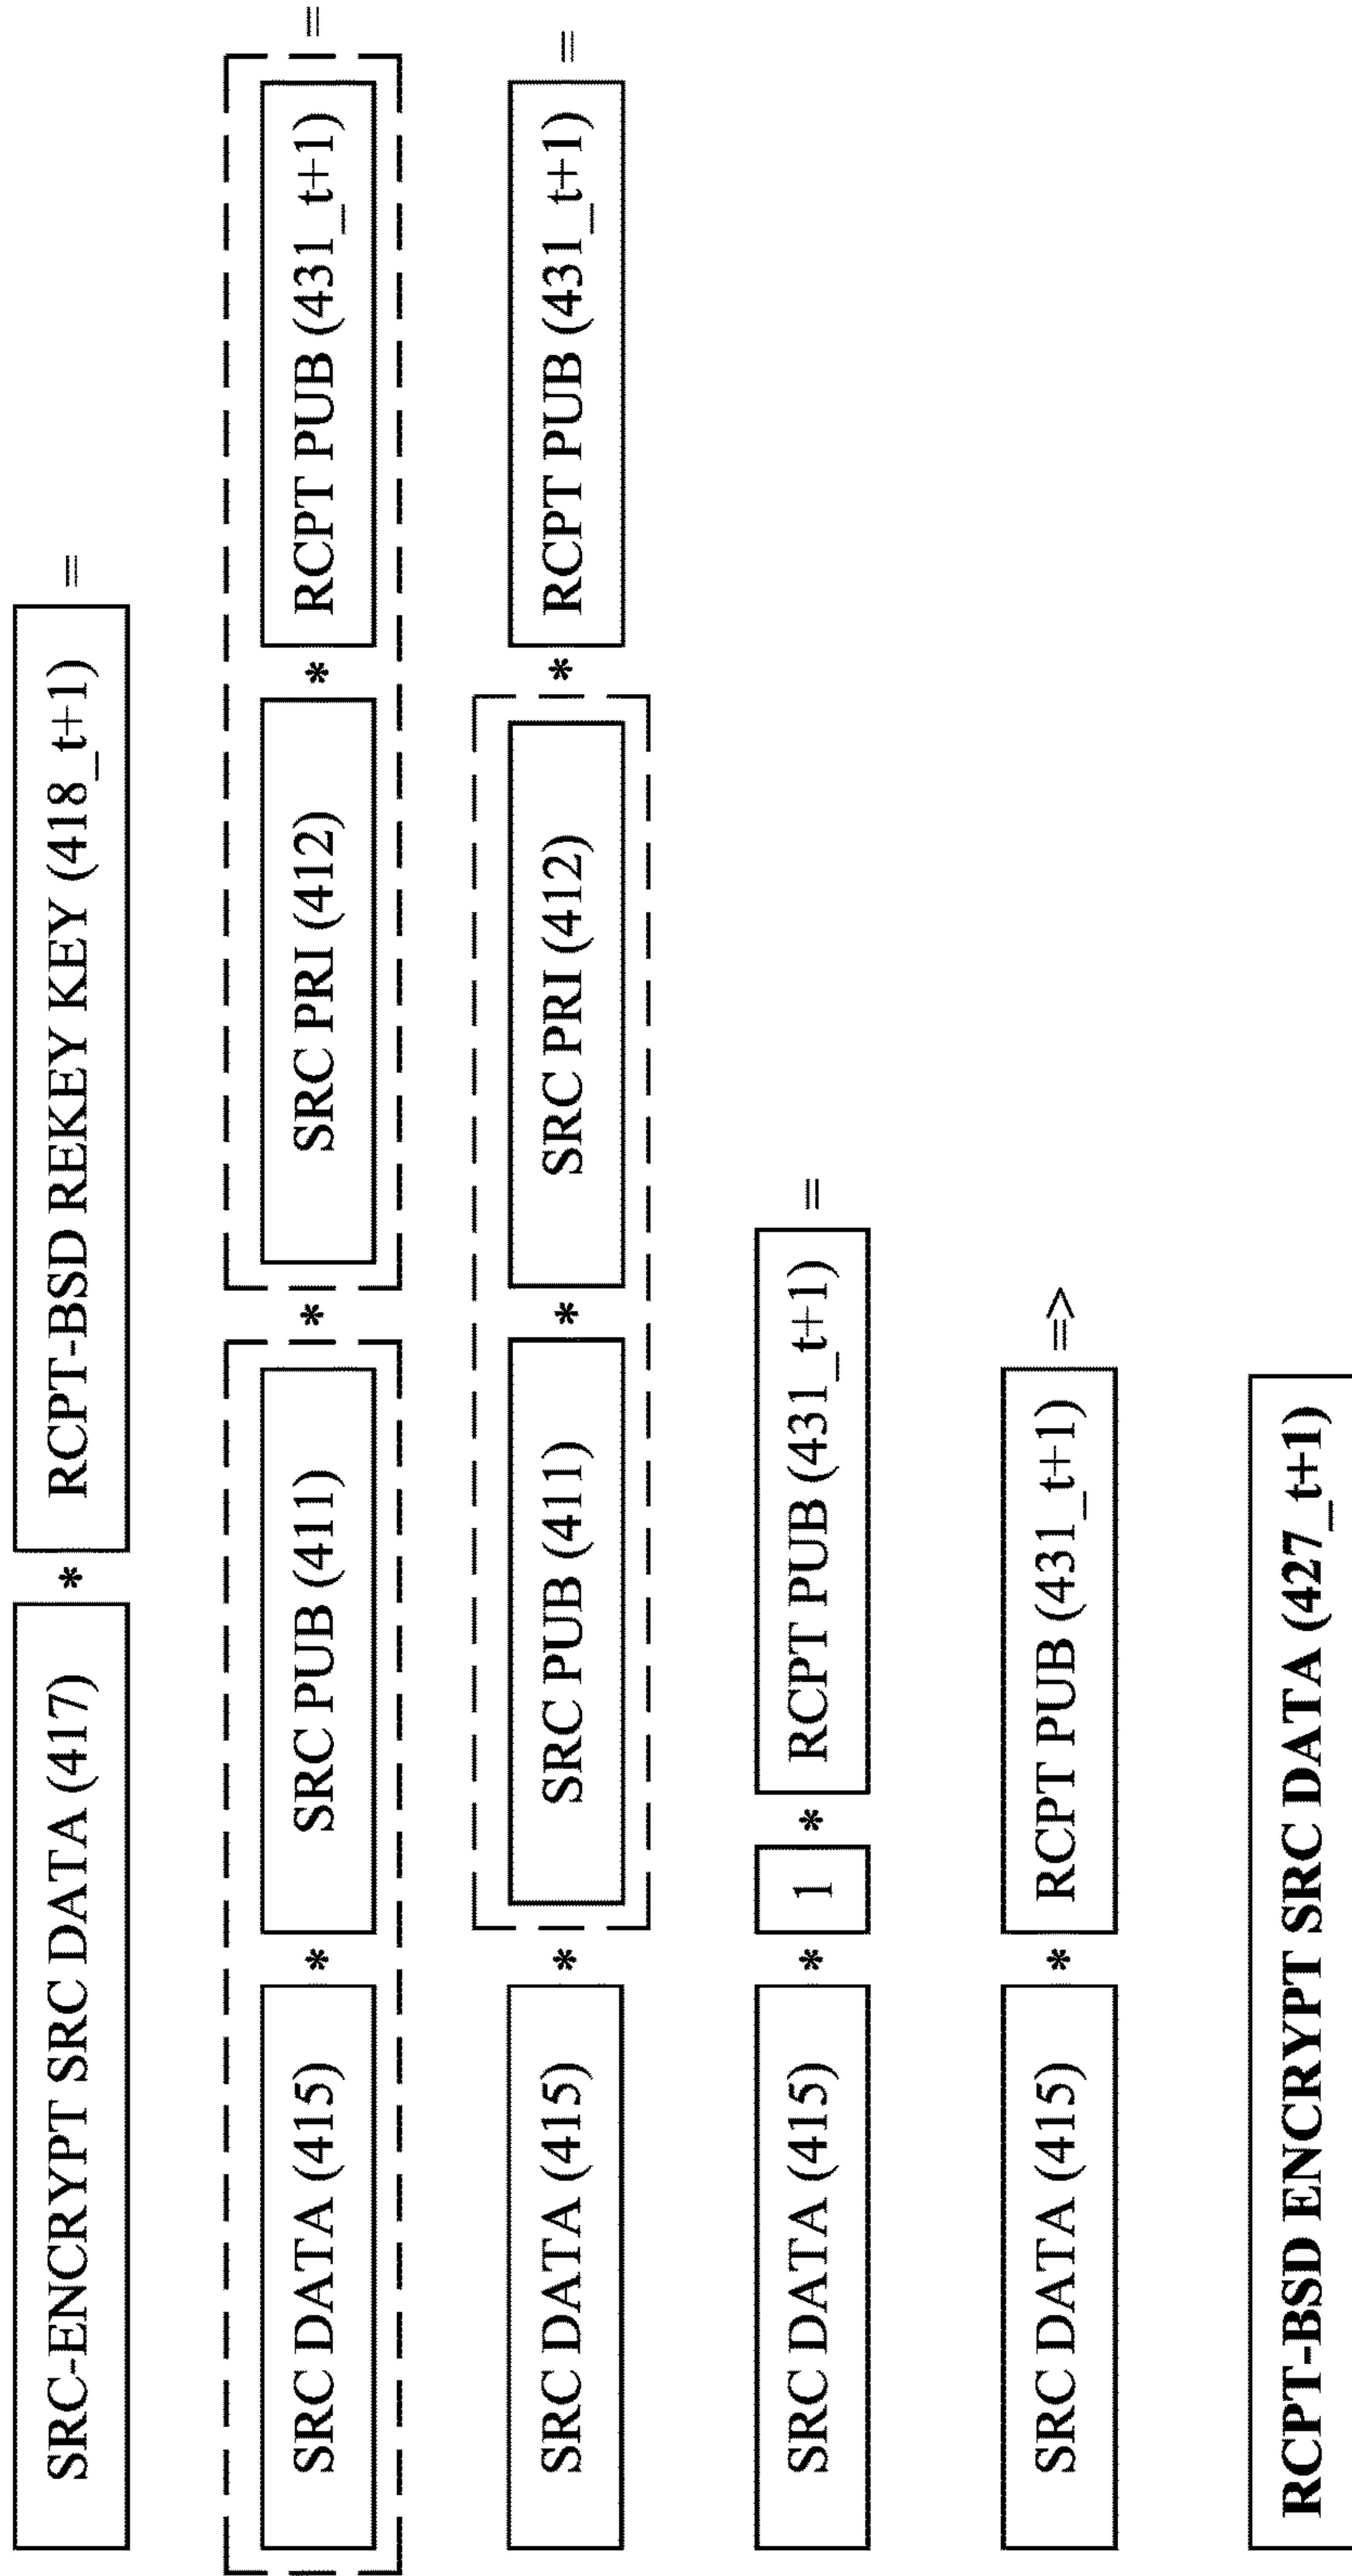 SRC-ENCRYPT SRC DATA (417) * RCPT-BSD REKEY KEY (418_t+1) =
SRC DATA (415) * SRC PUB (411) * SRC PRI (412) * RCPT PUB (431_t+1) =
SRC DATA (415) * SRC PUB (411) * SRC PRI (412) * RCPT PUB (431_t+1) =
SRC DATA (415) * 1 * RCPT PUB (431_t+1) =
SRC DATA (415) * RCPT PUB (431_t+1) =>
RCPT-BSD ENCRYPT SRC DATA (427_t+1)